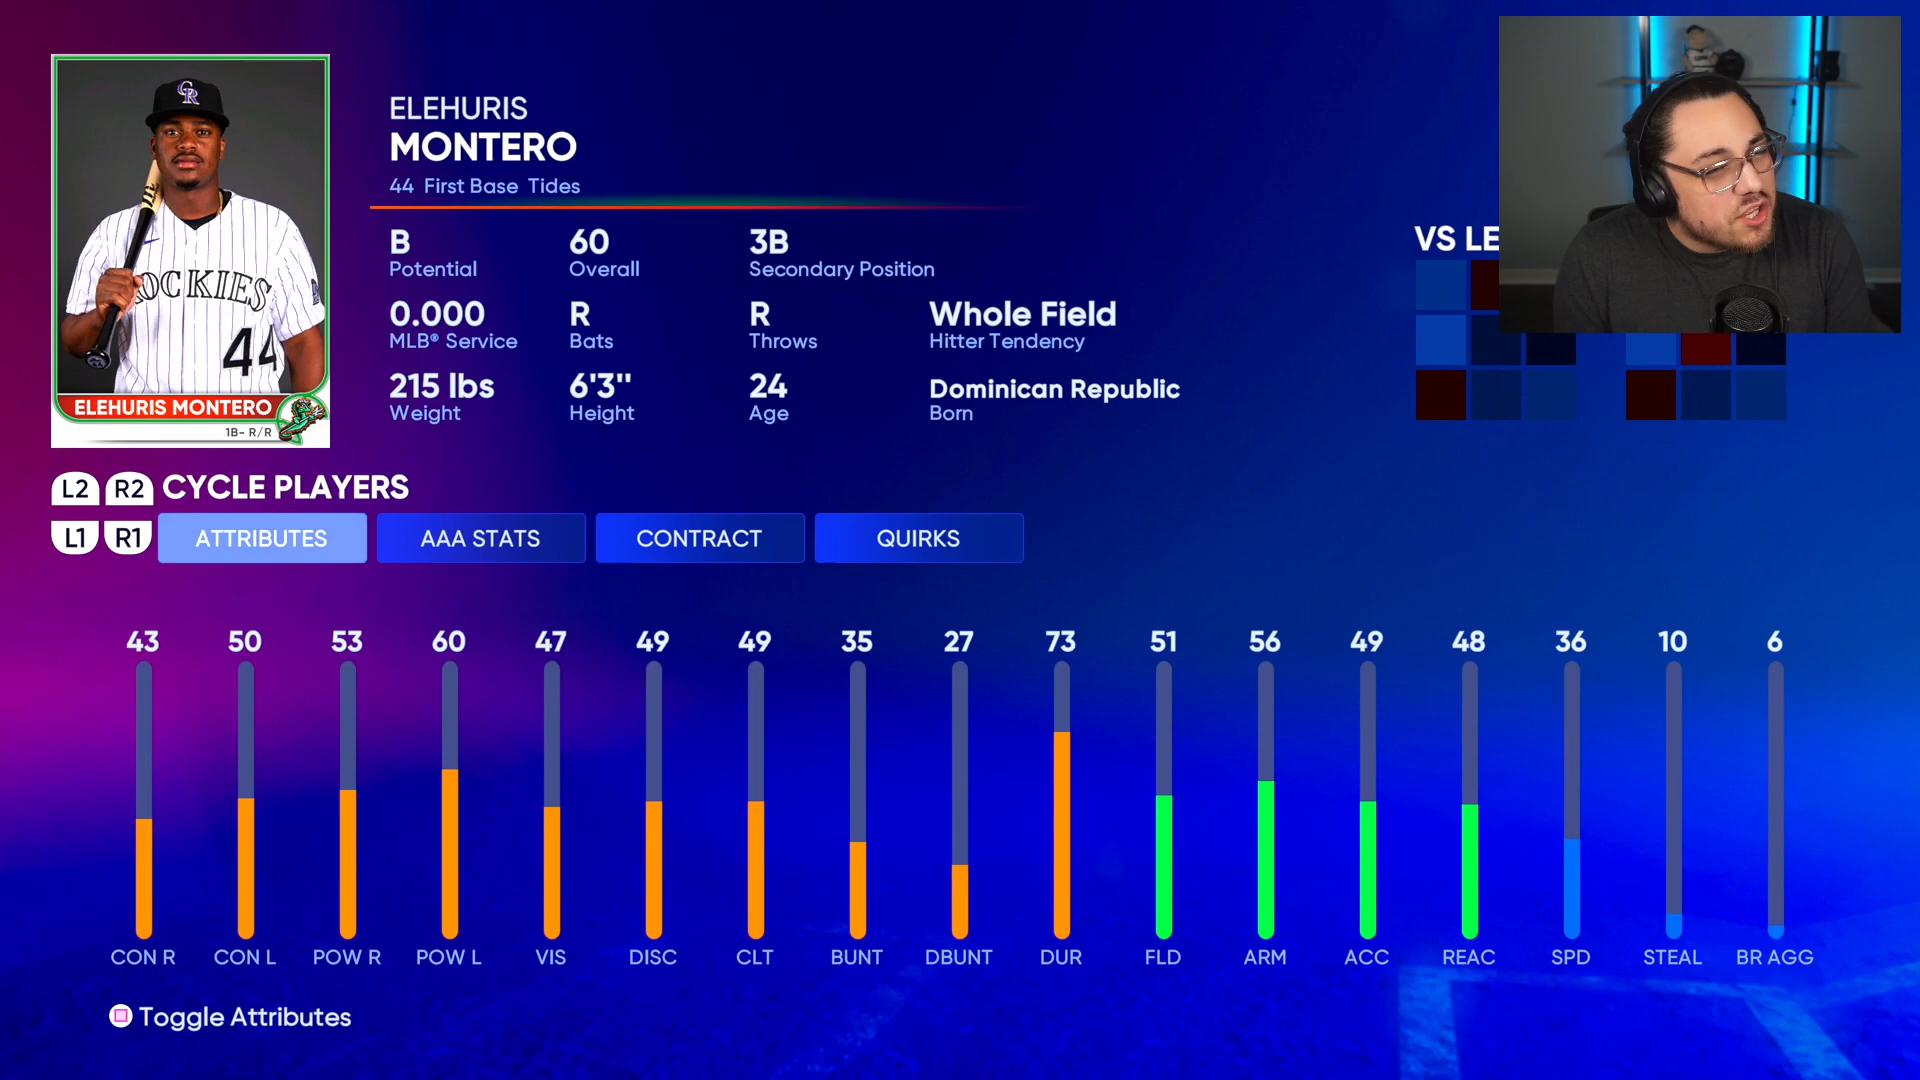 ELEHURIS
MONTERO
44 First Base Tides
B
Potential
60
Overall
3B
Secondary Position
0.000
MLB® Service
R
Bats
R
Throws
Whole Field
Hitter Tendency
215 lbs
Weight
6'3"
Height
24
Age
Dominican Republic
Born
VS LE
CR
ROCKIES
44
ELEHURIS MONTERO
1B- R/R
L2 R2 CYCLE PLAYERS
L1 R1 ATTRIBUTES AAA STATS CONTRACT QUIRKS
43 50 53 60 47 49 49 35 27 73 51 56 49 48 36 10 6
CON R CON L POW R POW L VIS DISC CLT BUNT DBUNT DUR FLD ARM ACC REAC SPD STEAL BR AGG
Toggle Attributes